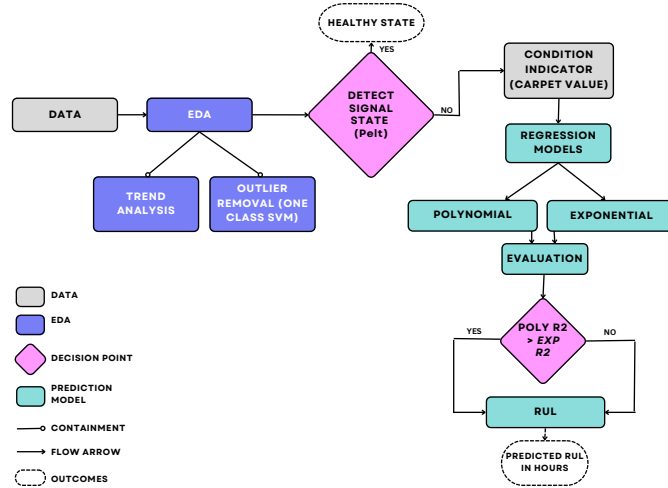 HEALTHY STATE
YES
CONDITION
INDICATOR
(CARPET VALUE)
DETECT
SIGNAL
STATE
(Pelt)
NO
DATA
EDA
REGRESSION
MODELS
TREND
ANALYSIS
OUTLIER
REMOVAL (ONE
CLASS SVM)
POLYNOMIAL
EXPONENTIAL
EVALUATION
DATA
EDA
DECISION POINT
PREDICTION
MODEL
CONTAINMENT
FLOW ARROW
OUTCOMES
YES
POLY R2
> EXP
R2
NO
RUL
PREDICTED RUL
IN HOURS